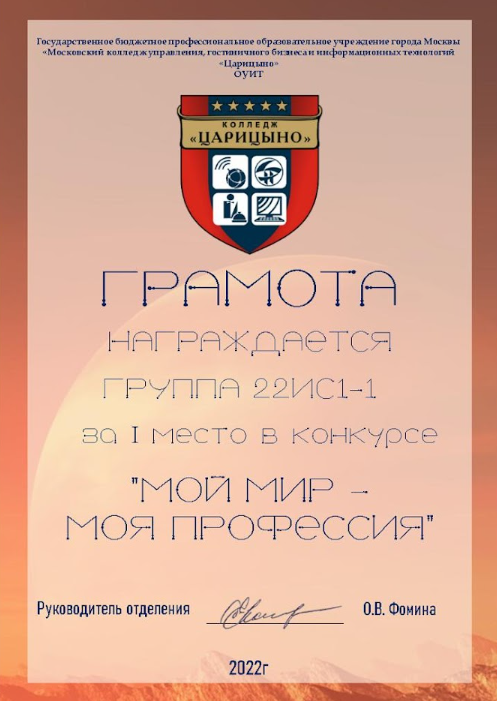 Государственное бюджетное профессиональное образовательное учреждение города Москвы
«Московский колледж управления, гостиничного бизнеса и информационных технологий
«Царицыно»
ОУИТ
КОЛЛЕДЖ
«ЦАРИЦЫНО»
ГРАМОТА
НАГРАЖДАЕТСЯ
ГРУППА 22ИС1-1
за I место в конкурсе
"МОЙ МИР –
МОЯ ПРОФЕССИЯ"
Руководитель отделения О.В. Фомина
2022г